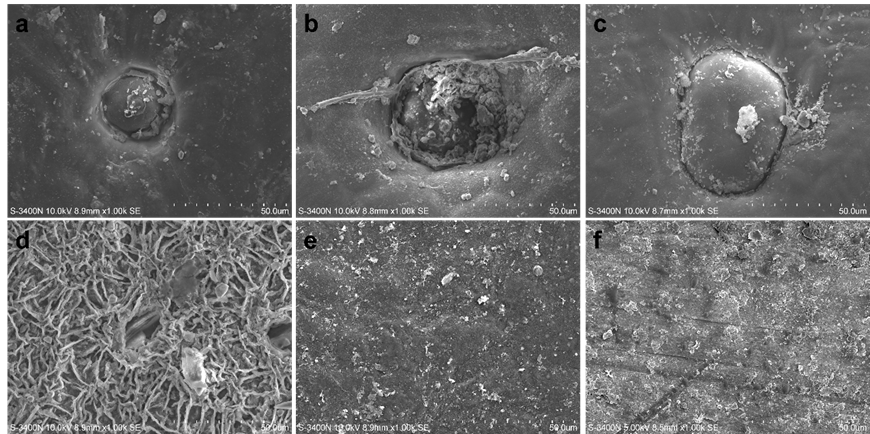 a
b
c
S-3400N 10.0kV 8.9mm x1.00k SE 50.0um
S-3400N 10.0kV 8.8mm x1.00k SE 50.0um
S-3400N 10.0kV 8.7mm x1.00k SE 50.0um
d
e
f
S-3400N 10.0kV 8.9mm x1.00k SE 50.0um
S-3400N 10.0kV 8.9mm x1.00k SE 50.0um
S-3400N 5.00kV 8.5mm x1.00k SE 50.0um